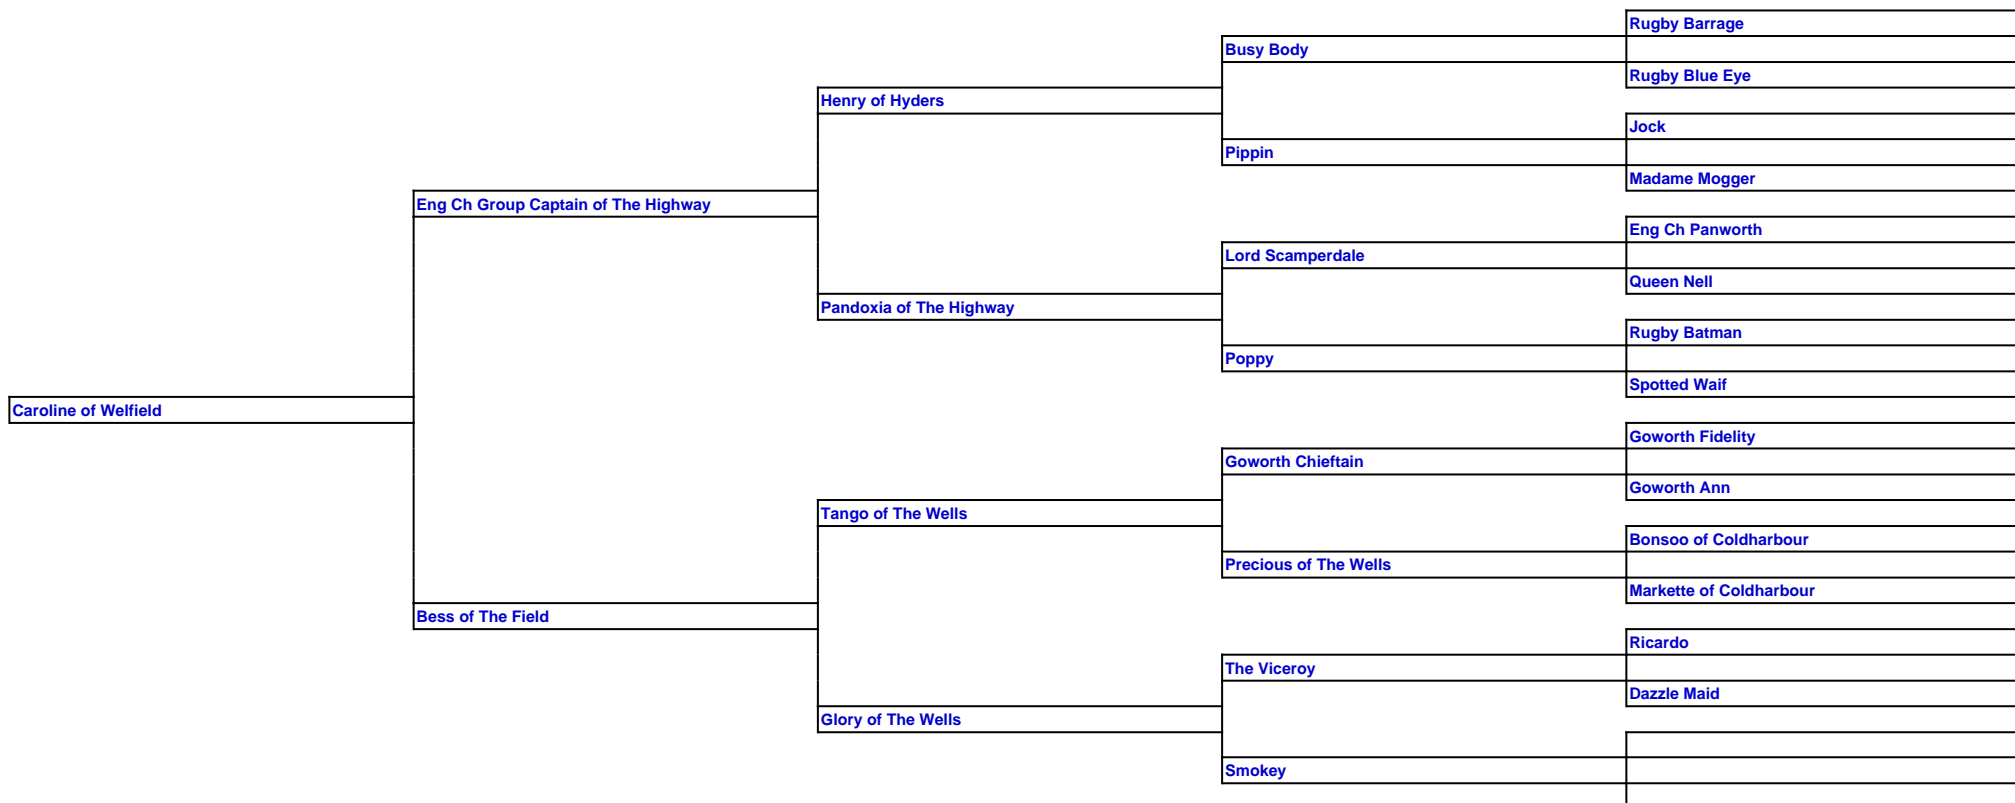 Rugby Barrage
Busy Body
Rugby Blue Eye
Henry of Hyders
Jock
Pippin
Madame Mogger
Eng Ch Group Captain of The Highway
Eng Ch Panworth
Lord Scamperdale
Queen Nell
Pandoxia of The Highway
Rugby Batman
Poppy
Spotted Waif
Caroline of Welfield
Goworth Fidelity
Goworth Chieftain
Goworth Ann
Tango of The Wells
Bonsoo of Coldharbour
Precious of The Wells
Markette of Coldharbour
Bess of The Field
Ricardo
The Viceroy
Dazzle Maid
Glory of The Wells
Smokey